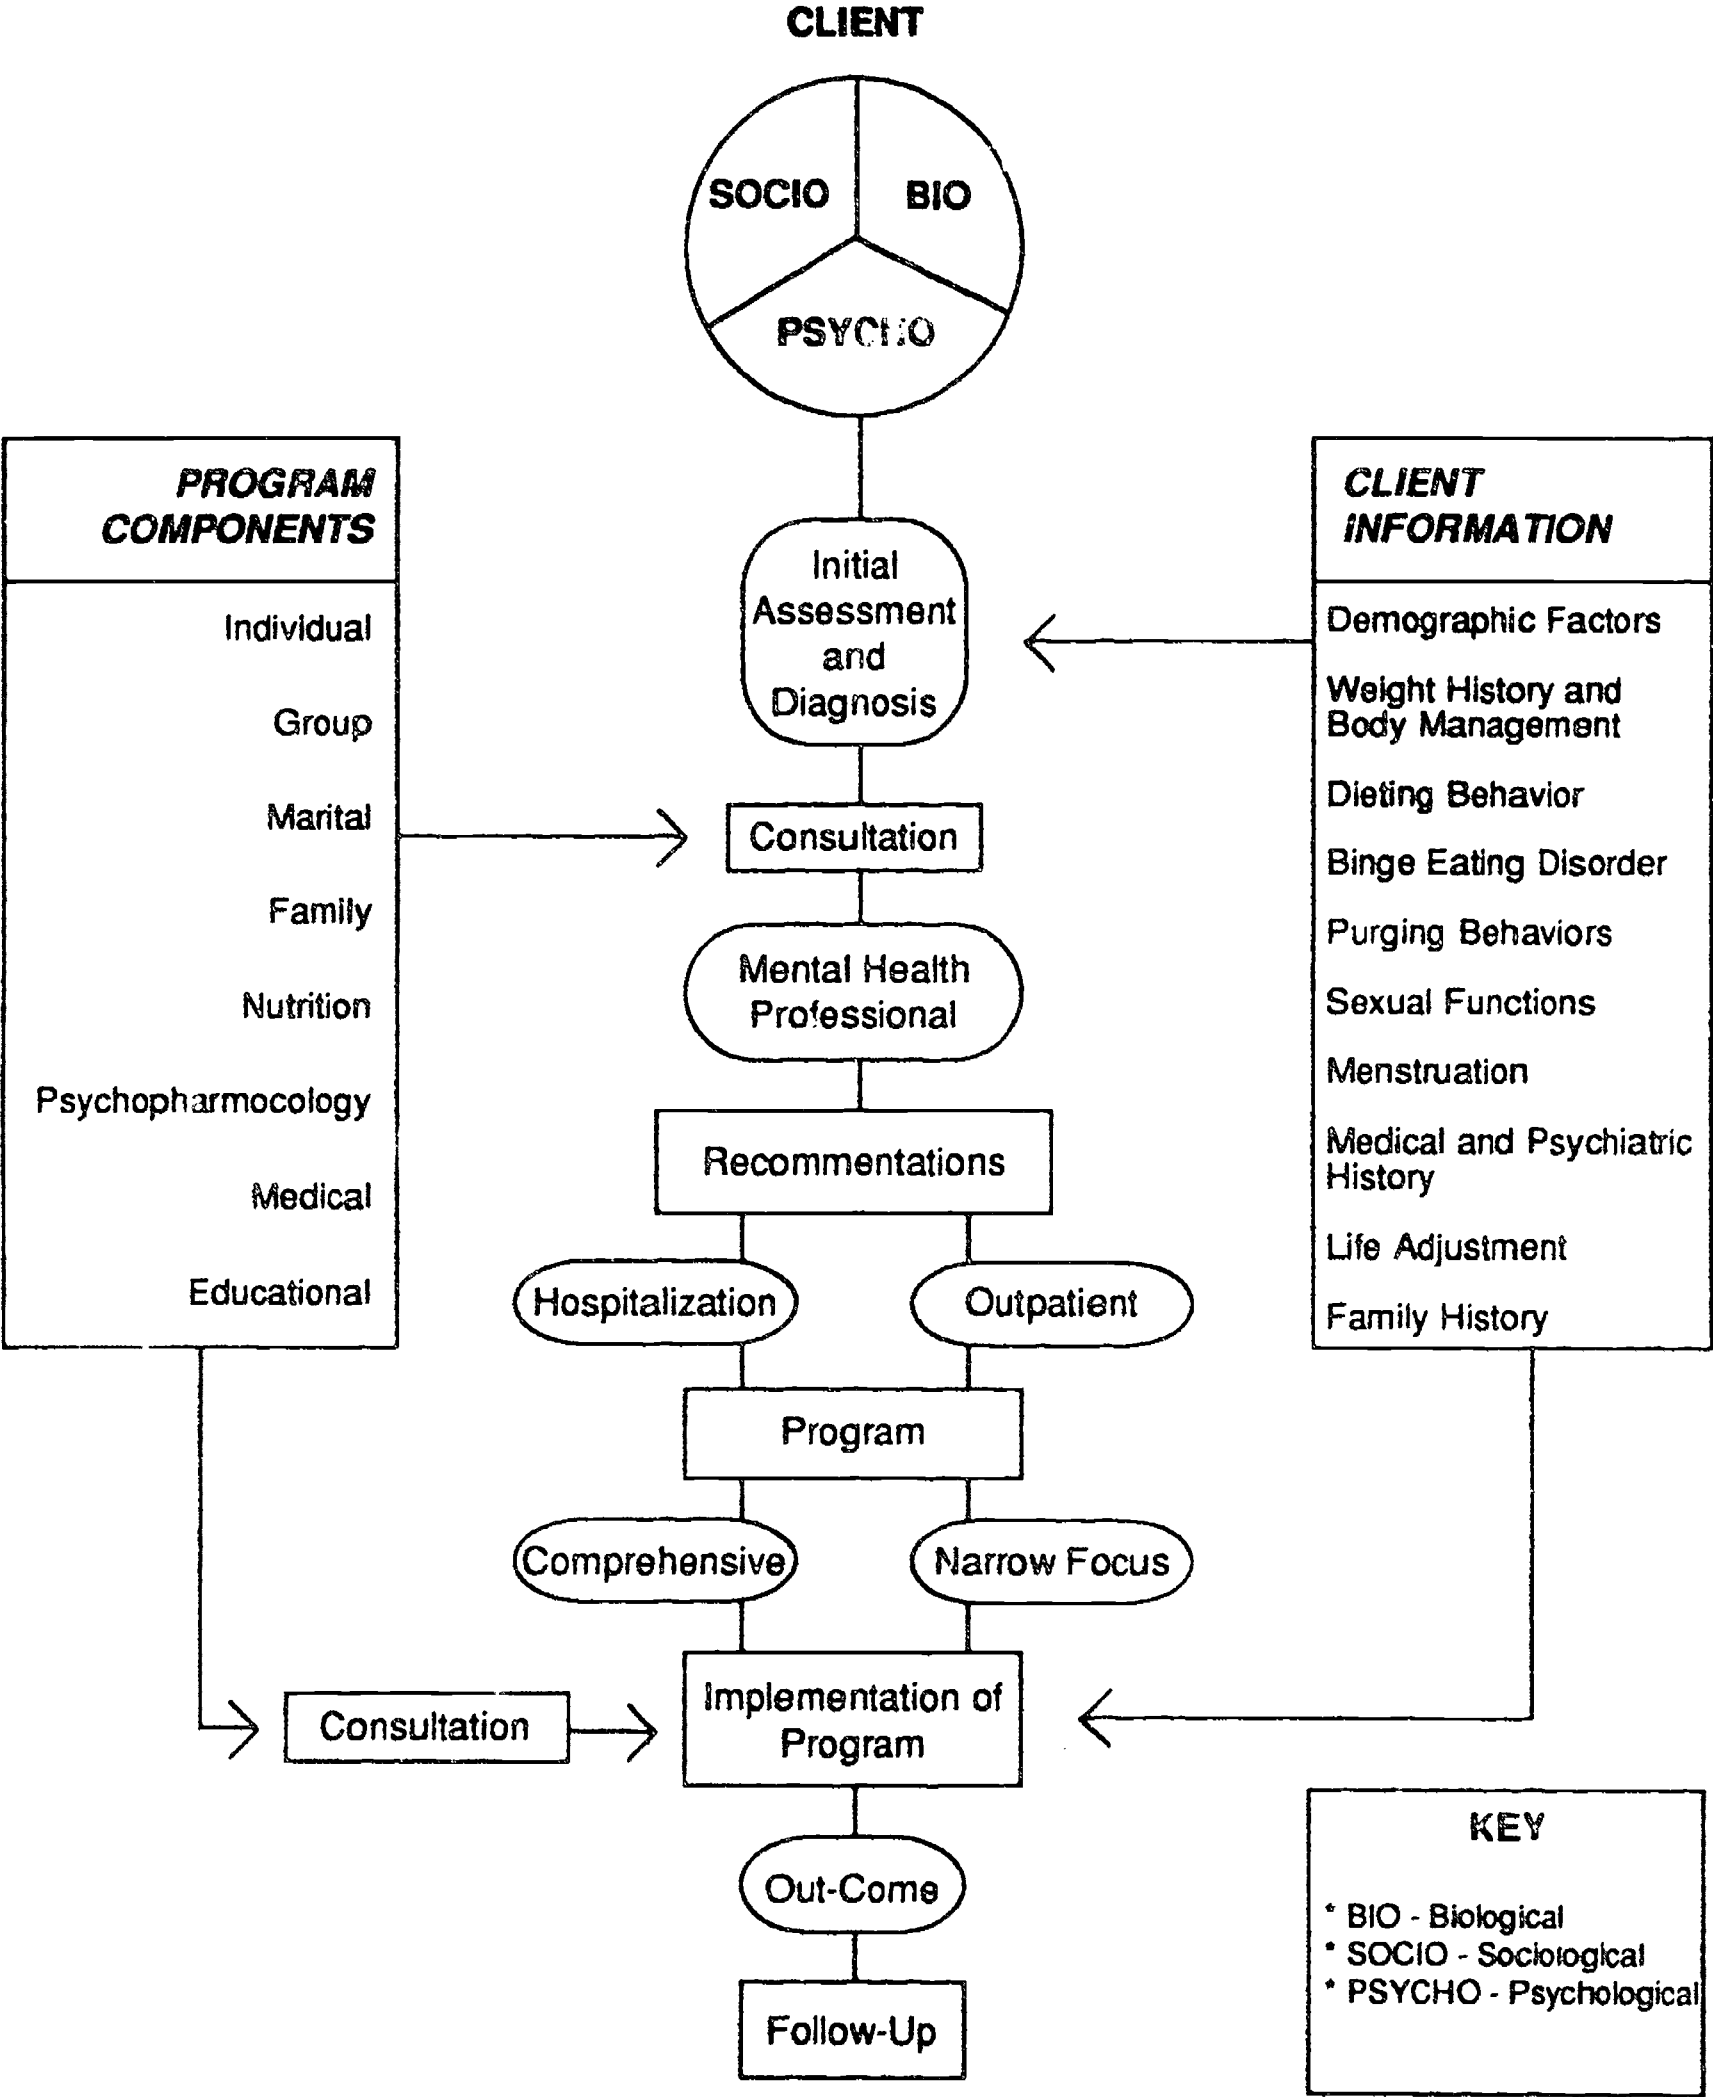 CLIENT
SOCIO
BIO
PSYCHO
PROGRAM
COMPONENTS
Individual
Group
Marital
Family
Nutrition
Psychopharmocology
Medical
Educational
Initial
Assessment
and
Diagnosis
Consultation
Mental Health
Professional
Recommentations
Hospitalization
Outpatient
Program
Comprehensive
Narrow Focus
Consultation
Implementation of
Program
Out-Come
Follow-Up
CLIENT
INFORMATION
Demographic Factors
Weight History and
Body Management
Dieting Behavior
Binge Eating Disorder
Purging Behaviors
Sexual Functions
Menstruation
Medical and Psychiatric
History
Life Adjustment
Family History
KEY
* BIO - Biological
* SOCIO - Sociological
* PSYCHO - Psychological